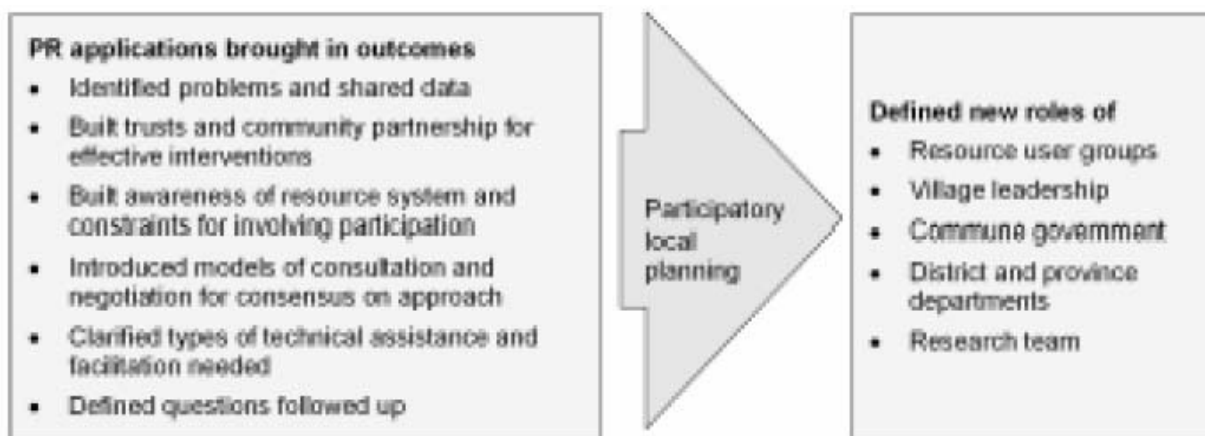 PR applications brought in outcomes
• Identified problems and shared data
• Built trusts and community partnership for
effective interventions
• Built awareness of resource system and
constraints for involving participation
• Introduced models of consultation and
negotiation for consensus on approach
• Clarified types of technical assistance and
facilitation needed
• Defined questions followed up
Participatory
local
planning
Defined new roles of
• Resource user groups
• Village leadership
• Commune government
• District and province
departments
• Research team